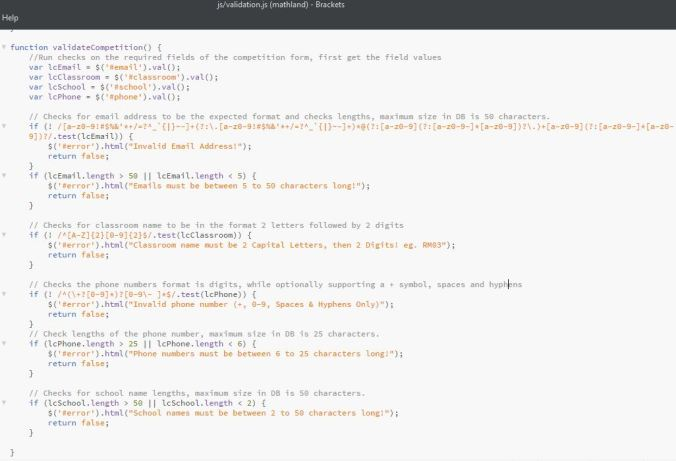 js/validation.js (mathland) - Brackets
Help
function validateCompetition() {
//Run checks on the required fields of the competition form, first get the field values
var lcEmail = $('#email').val();
var lcClassroom = $('#classroom').val();
var lcSchool = $('#school').val();
var lcPhone = $('#phone').val();
// Checks for email address to be the expected format and checks lengths, maximum size in DB is 50 characters.
if (! /[a-z0-9!#$%&'*+/=?^_`{|}~-]+(?:\.[a-z0-9!#$%&'*+/=?^_`{|}~-]+)*@(?:[a-z0-9](?:[a-z0-9-]*[a-z0-9])?\.)+[a-z0-9](?:[a-z0-9-]*[a-z0-
9])?/.test(lcEmail)) {
$('#error').html("Invalid Email Address!");
return false;
}
if (lcEmail.length > 50 || lcEmail.length < 5) {
$('#error').html("Emails must be between 5 to 50 characters long!");
return false;
}
// Checks for classroom name to be in the format 2 letters followed by 2 digits
if (! /^[A-Z]{2}[0-9]{2}$/.test(lcClassroom)) {
$('#error').html("Classroom name must be 2 Capital Letters, then 2 Digits! eg. RM03");
return false;
}
// Checks the phone numbers format is digits, while optionally supporting a + symbol, spaces and hyphens
if (! /^(\+?[0-9]*)?[0-9\- ]*$/.test(lcPhone)) {
$('#error').html("Invalid phone number (+, 0-9, Spaces & Hyphens Only)");
return false;
}
// Check lengths of the phone number, maximum size in DB is 25 characters.
if (lcPhone.length > 25 || lcPhone.length < 6) {
$('#error').html("Phone numbers must be between 6 to 25 characters long!");
return false;
}
// Checks for school name lengths, maximum size in DB is 50 characters.
if (lcSchool.length > 50 || lcSchool.length < 2) {
$('#error').html("School names must be between 2 to 50 characters long!");
return false;
}
}